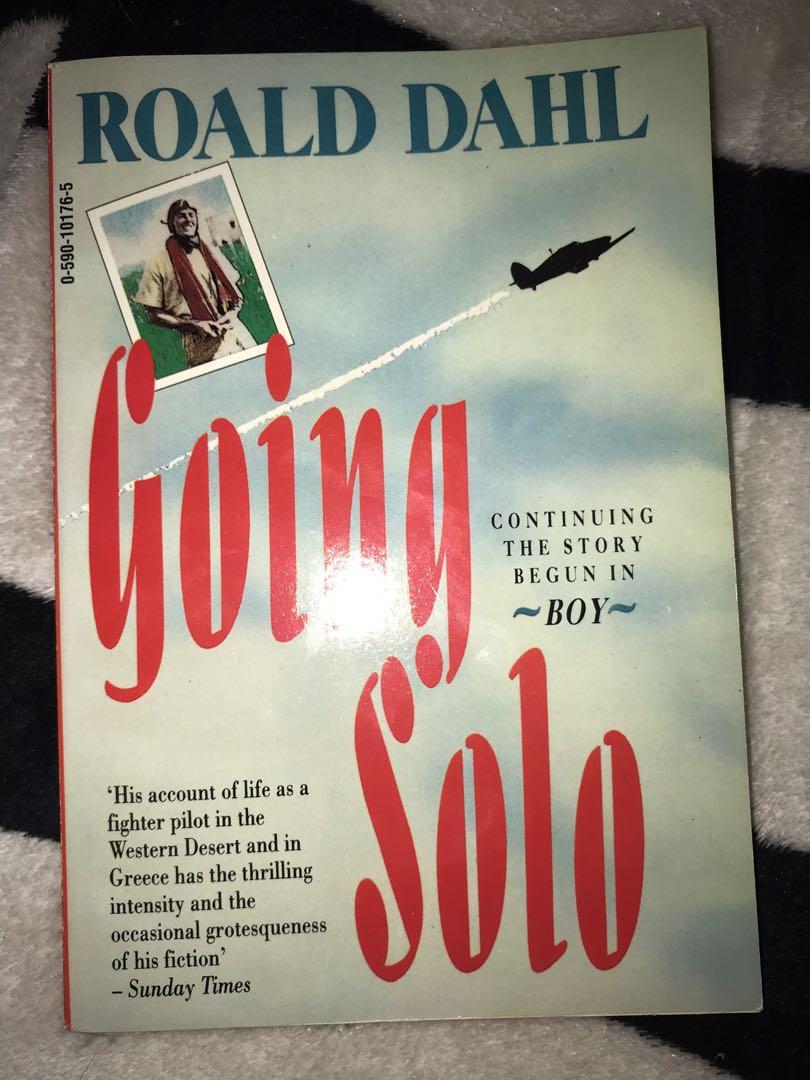 ROALD DAHL
0-590-10176-5
Going
CONTINUING
THE STORY
BEGUN IN
~BOY~
Solo
‘His account of life as a
fighter pilot in the
Western Desert and in
Greece has the thrilling
intensity and the
occasional grotesqueness
of his fiction’
– Sunday Times